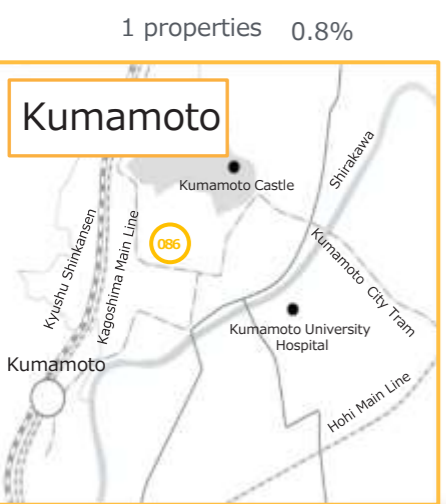 1 properties 0.8%
Kumamoto
Kumamoto Castle
Shirakawa
Kyushu Shinkansen
Kagoshima Main Line
086
Kumamoto City Tram
Kumamoto University
Hospital
Kumamoto
Hohi Main Line